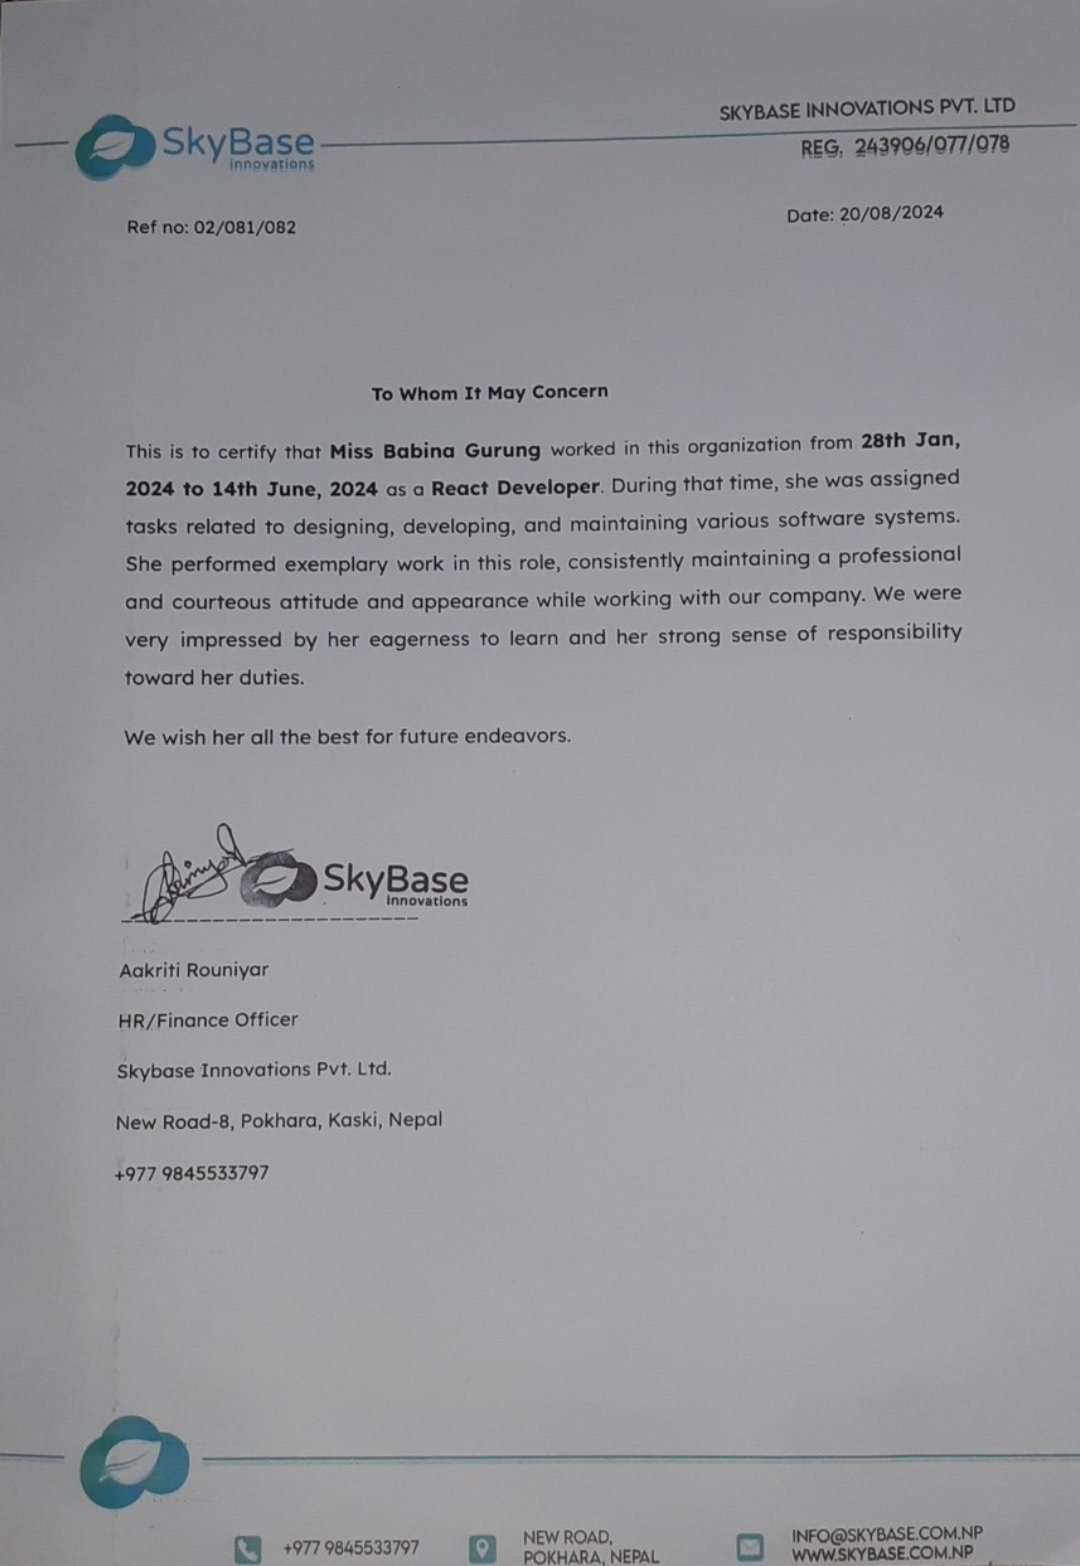 SkyBase
innovations
SKYBASE INNOVATIONS PVT. LTD
REG. 243906/077/078
Ref no: 02/081/082
Date: 20/08/2024
To Whom It May Concern
This is to certify that Miss Babina Gurung worked in this organization from 28th Jan,
2024 to 14th June, 2024 as a React Developer. During that time, she was assigned
tasks related to designing, developing, and maintaining various software systems.
She performed exemplary work in this role, consistently maintaining a professional
and courteous attitude and appearance while working with our company. We were
very impressed by her eagerness to learn and her strong sense of responsibility
toward her duties.
We wish her all the best for future endeavors.
SkyBase
innovations
Aakriti Rouniyar
HR/Finance Officer
Skybase Innovations Pvt. Ltd.
New Road-8, Pokhara, Kaski, Nepal
+977 9845533797
+977 9845533797
NEW ROAD,
POKHARA, NEPAL
INFO@SKYBASE.COM.NP
WWW.SKYBASE.COM.NP